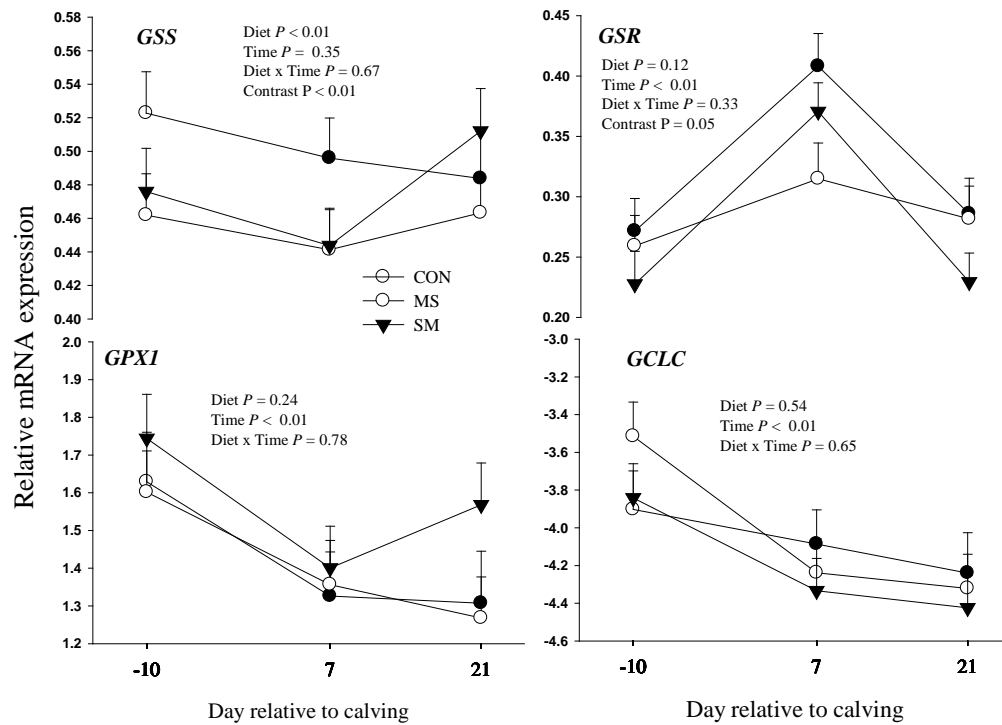 Relative mRNA expression
GSS
Diet P < 0.01
Time P = 0.35
Diet x Time P = 0.67
Contrast P < 0.01
0.58
0.56
0.54
0.52
0.50
0.48
0.46
0.44
0.42
0.40
CON
MS
SM
GSR
Diet P = 0.12
Time P < 0.01
Diet x Time P = 0.33
Contrast P = 0.05
0.40
0.35
0.30
0.25
0.20
GPX1
Diet P = 0.24
Time P < 0.01
Diet x Time P = 0.78
2.0
1.9
1.8
1.7
1.6
1.5
1.4
1.3
1.2
-10 7 21
Day relative to calving
GCLC
Diet P = 0.54
Time P < 0.01
Diet x Time P = 0.65
-3.0
-3.4
-3.6
-3.8
-4.0
-4.2
-4.4
-4.6
-10 7 21
Day relative to calving